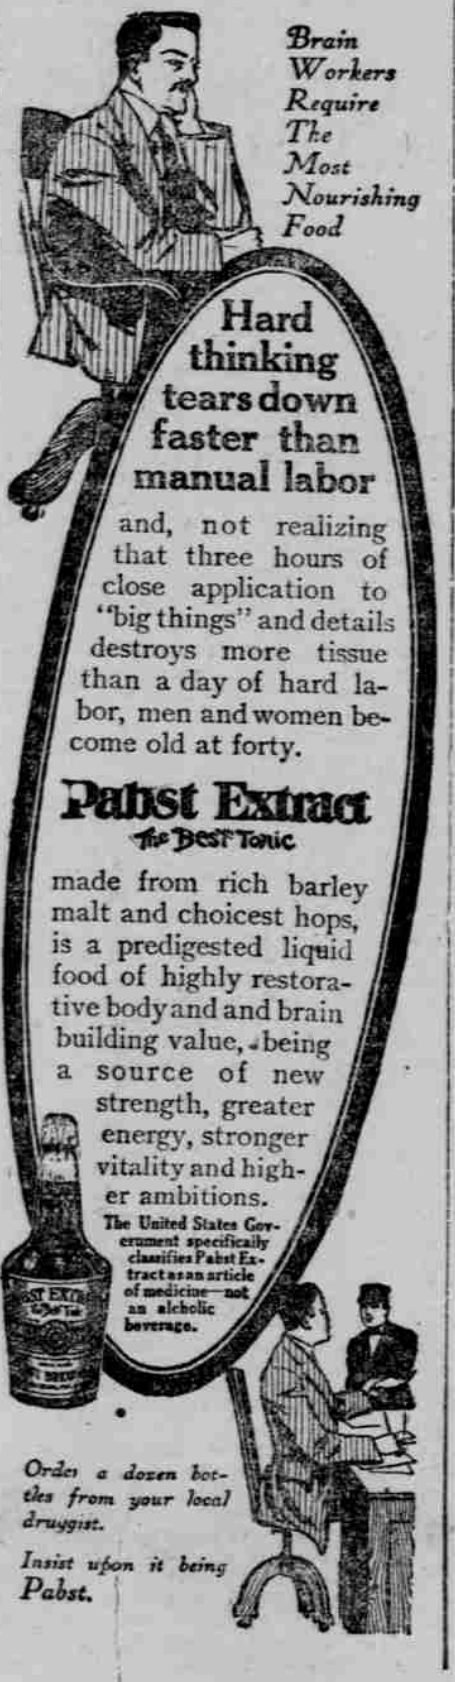 Brain
Workers
Require
The
Most
Nourishing
Food
Hard
thinking
tears down
faster than
manual labor
and, not realizing
that three hours of
close application to
"big things" and details
destroys more tissue
than a day of hard la-
bor, men and women be-
come old at forty.
Pabst Extract
The Best Tonic
made from rich barley
malt and choicest hops,
is a predigested liquid
food of highly restora-
tive body and and brain
building value, being
a source of new
strength, greater
energy, stronger
vitality and high-
er ambitions.
The United States Gov-
ernment specifically
classifies Pabst Ex-
tract as an article
of medicine—not
an alcholic
beverage.
ST EXTRA
The Best Tonic
Order a dozen bot-
tles from your local
druggist.
Insist upon it being
Pabst.